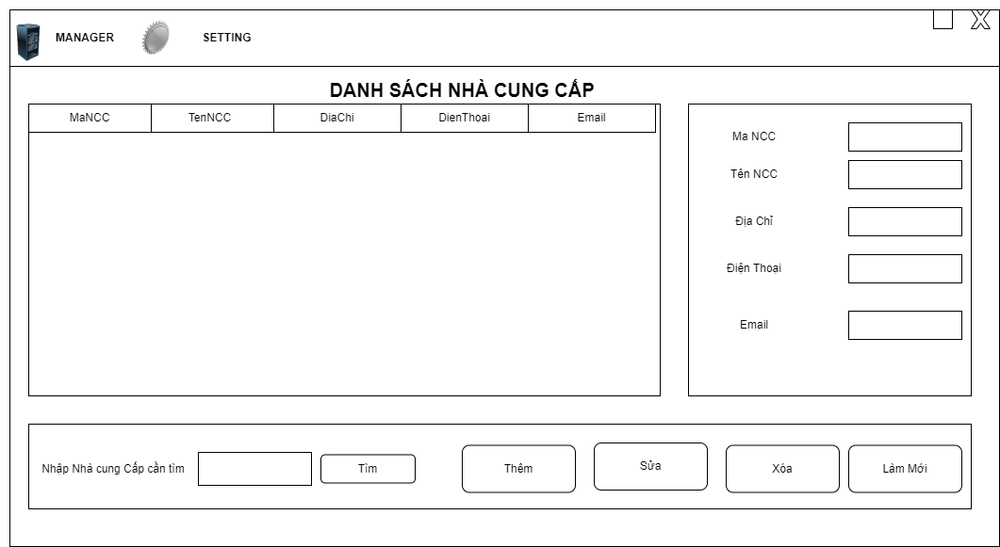 MANAGER SETTING
DANH SÁCH NHÀ CUNG CẤP
MaNCC TenNCC DiaChi DienThoai Email
Ma NCC
Tên NCC
Địa Chỉ
Điện Thoại
Email
Nhập Nhà cung Cấp cần tìm Tìm Thêm Sửa Xóa Làm Mới